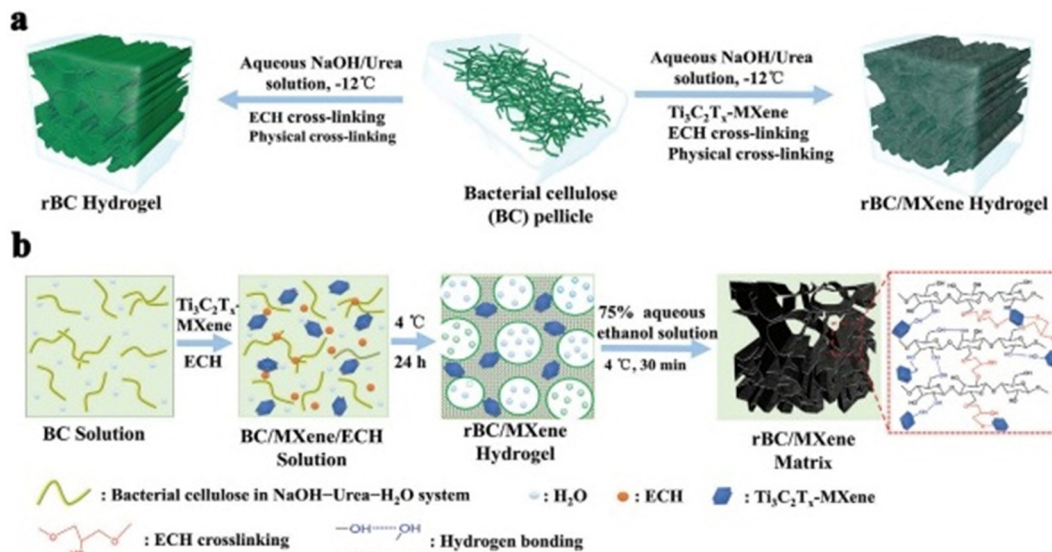 a
Aqueous NaOH/Urea
solution, -12℃
ECH cross-linking
Physical cross-linking
Aqueous NaOH/Urea
solution, -12℃
Ti₃C₂Tₓ-MXene
ECH cross-linking
Physical cross-linking
rBC Hydrogel
Bacterial cellulose
(BC) pellicle
rBC/MXene Hydrogel
b
Ti₃C₂Tₓ-
MXene
ECH
4 ℃
24 h
75% aqueous
ethanol solution
4 ℃, 30 min
BC Solution
BC/MXene/ECH
Solution
rBC/MXene
Hydrogel
rBC/MXene
Matrix
: Bacterial cellulose in NaOH−Urea−H₂O system
: H₂O
: ECH
: Ti₃C₂Tₓ-MXene
: ECH crosslinking
—OH
OH
: Hydrogen bonding